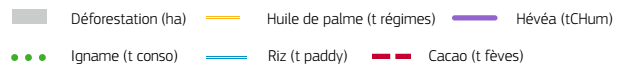 Déforestation (ha) Huile de palme (t régimes) Hévéa (tCHum)
Igname (t conso) Riz (t paddy) Cacao (t fèves)